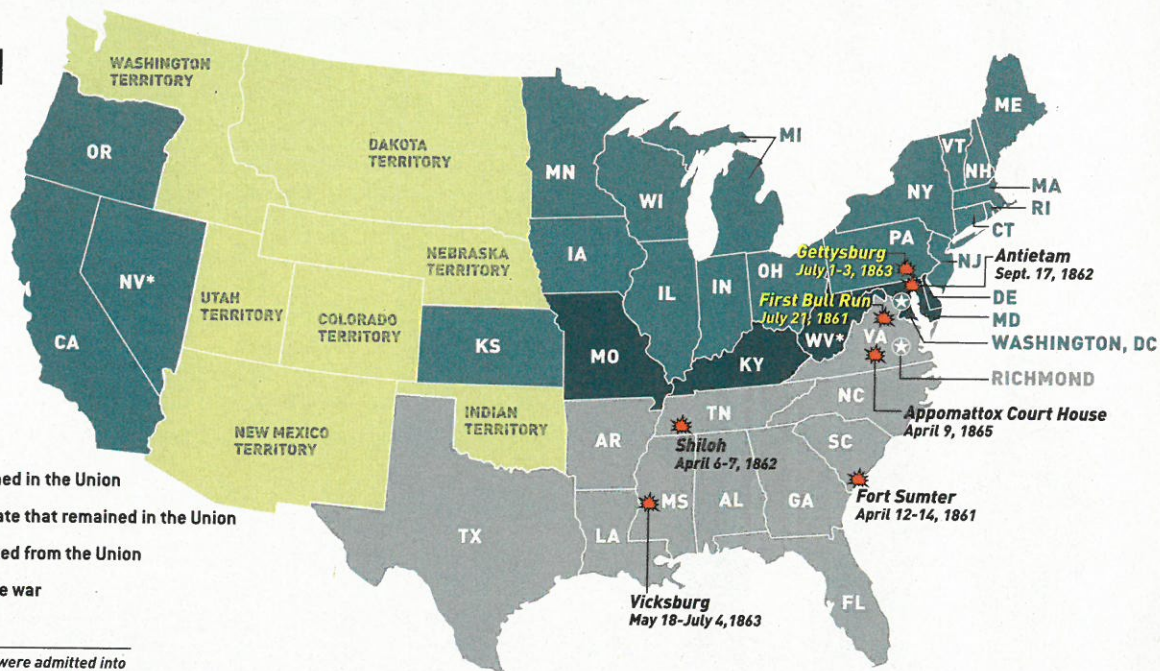 WASHINGTON
TERRITORY
OR
DAKOTA
TERRITORY
MN
MI
ME
VT
NH
WI
NY
MA
RI
CT
IA
PA
NJ
NEBRASKA
TERRITORY
NV*
UTAH
TERRITORY
COLORADO
TERRITORY
CA
IL
IN
OH
Gettysburg
July 1-3, 1863
Antietam
Sept. 17, 1862
First Bull Run
July 21, 1861
DE
MD
WASHINGTON, DC
KS
MO
KY
WV*
VA
RICHMOND
NEW MEXICO
TERRITORY
INDIAN
TERRITORY
AR
TN
NC
Appomattox Court House
April 9, 1865
Shiloh
April 6-7, 1862
SC
TX
LA
MS
AL
GA
Fort Sumter
April 12-14, 1861
FL
Vicksburg
May 18-July 4,1863
ned in the Union
ate that remained in the Union
ed from the Union
e war
were admitted into